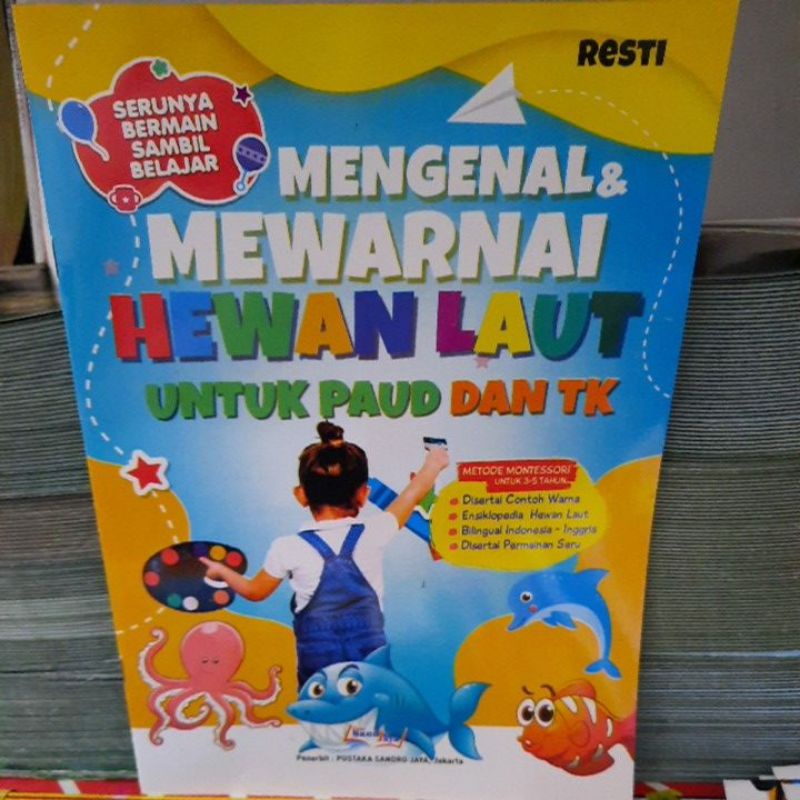 RESTI
SERUNYA
BERMAIN
SAMBIL
BELAJAR
MENGENAL &
MEWARNAI
HEWAN LAUT
UNTUK PAUD DAN TK
METODE MONTESSORI
UNTUK 3-5 TAHUN
Disertai Contoh Warna
Ensiklopedia Hewan Laut
Bilingual Indonesia - Inggris
Disertai Permainan Seru
Penerbit : PUSTAKA SANDRO JAYA, Jakarta